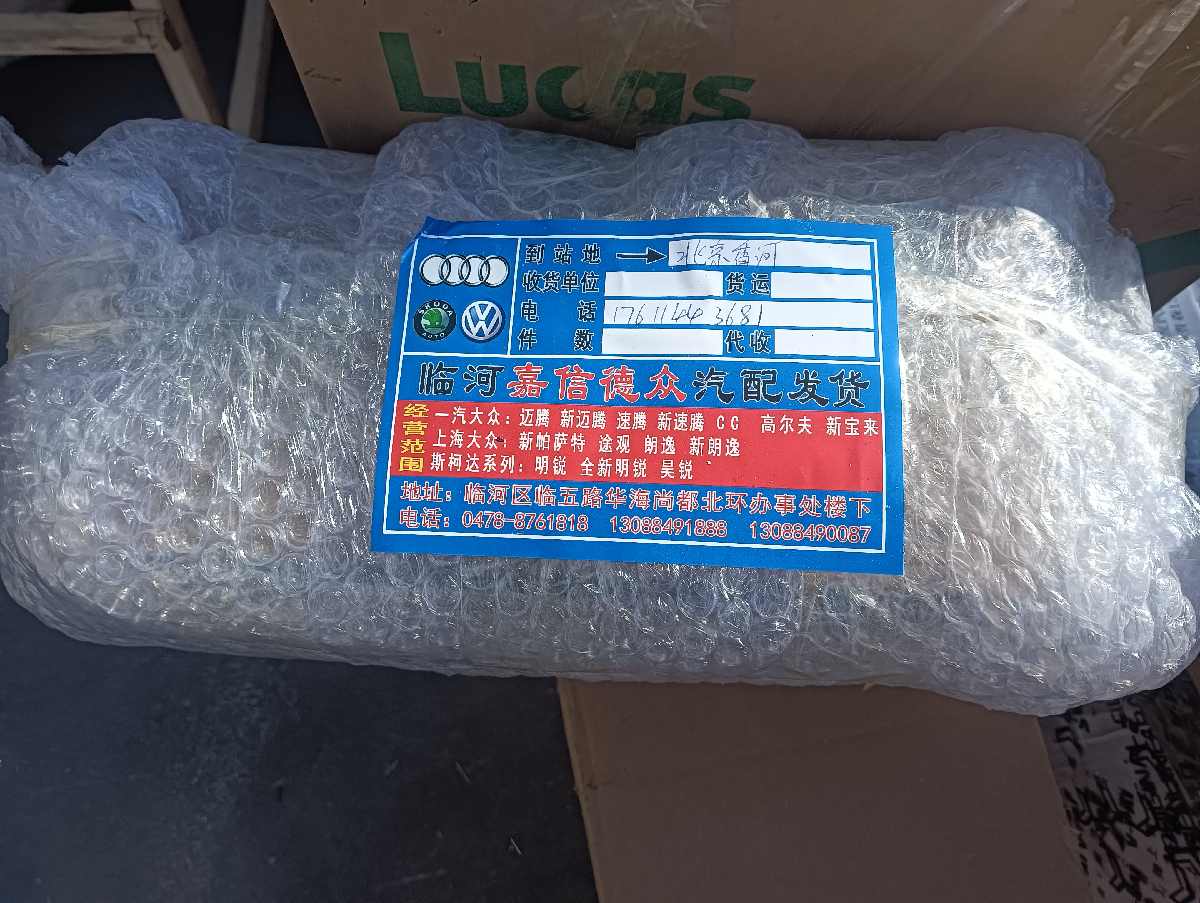 Lucas
到站地 → 北京香河
收货单位 货运
电话 17611443681
件数 代收
SKODA
AUTO
临河嘉信德众汽配发货
经营范围
一汽大众：迈腾 新迈腾 速腾 新速腾 CC 高尔夫 新宝来
上海大众：新帕萨特 途观 朗逸 新朗逸
斯柯达系列：明锐 全新明锐 昊锐
地址：临河区临五路华海尚都北环办事处楼下
电话：0478-8761818 13088491888 13088490087